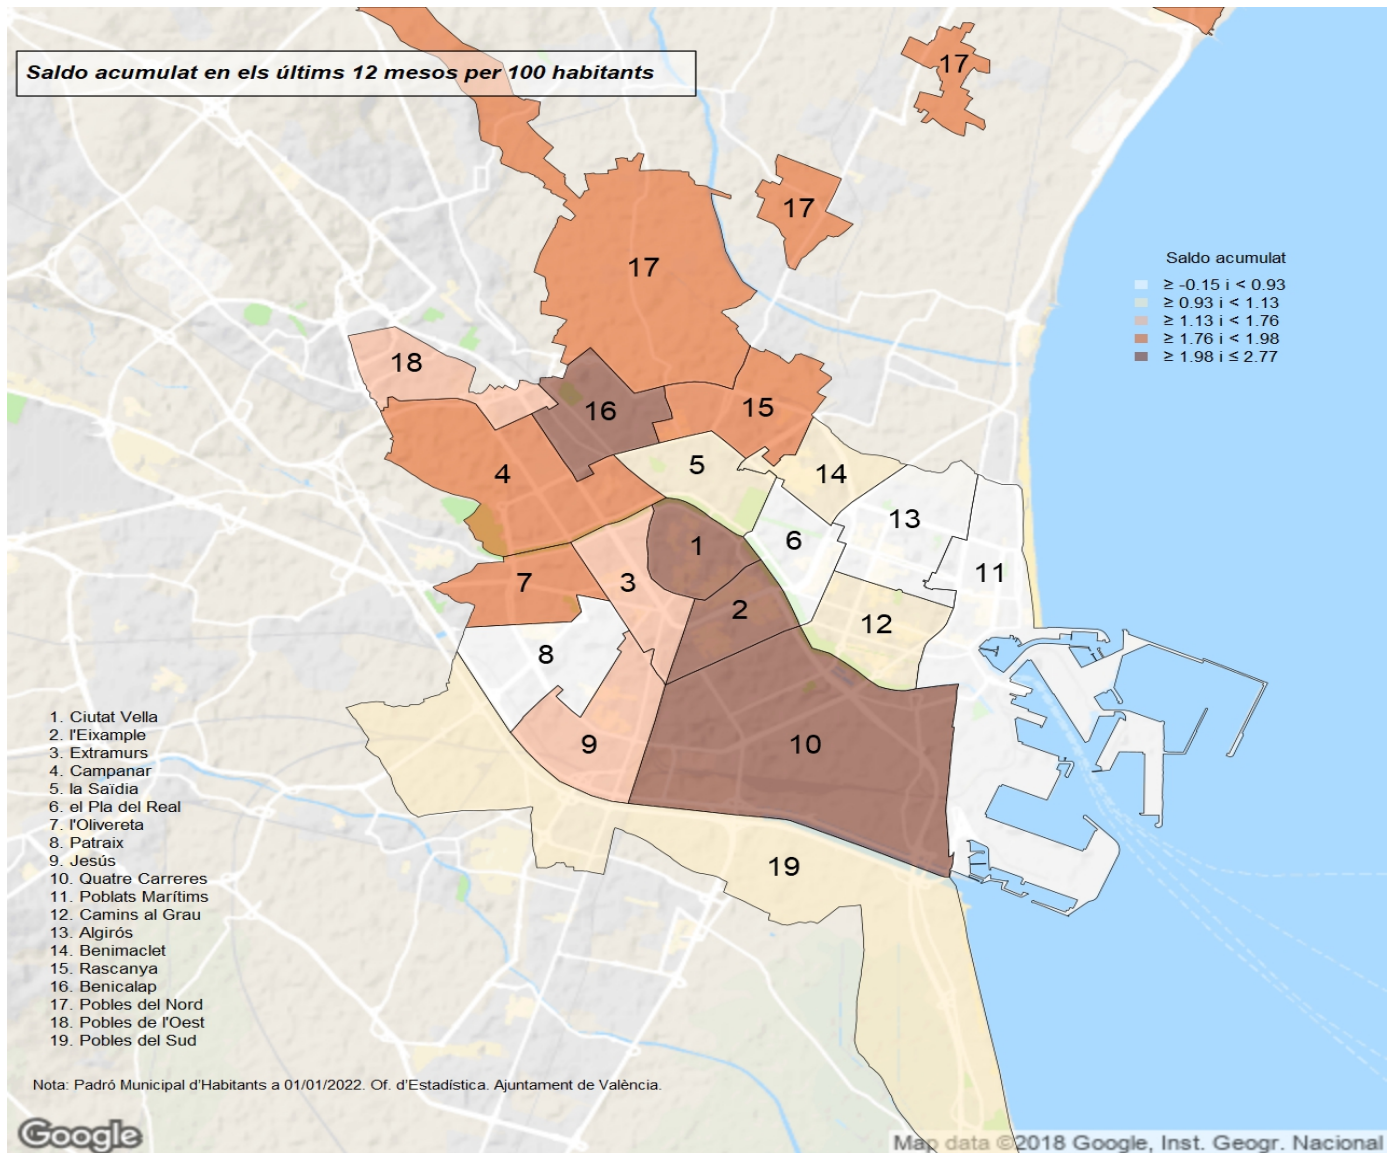 Saldo acumulat en els últims 12 mesos per 100 habitants
17
17
17
Saldo acumulat
≥ -0.15 i < 0.93
≥ 0.93 i < 1.13
≥ 1.13 i < 1.76
≥ 1.76 i < 1.98
≥ 1.98 i ≤ 2.77
18
16
15
4
5
14
13
6
1
11
7
3
2
12
8
9
10
19
1. Ciutat Vella
2. l'Eixample
3. Extramurs
4. Campanar
5. la Saïdia
6. el Pla del Real
7. l'Olivereta
8. Patraix
9. Jesús
10. Quatre Carreres
11. Poblats Marítims
12. Camins al Grau
13. Algirós
14. Benimaclet
15. Rascanya
16. Benicalap
17. Pobles del Nord
18. Pobles de l'Oest
19. Pobles del Sud
Nota: Padró Municipal d'Habitants a 01/01/2022. Of. d'Estadística. Ajuntament de València.
Google
Map data ©2018 Google, Inst. Geogr. Nacional